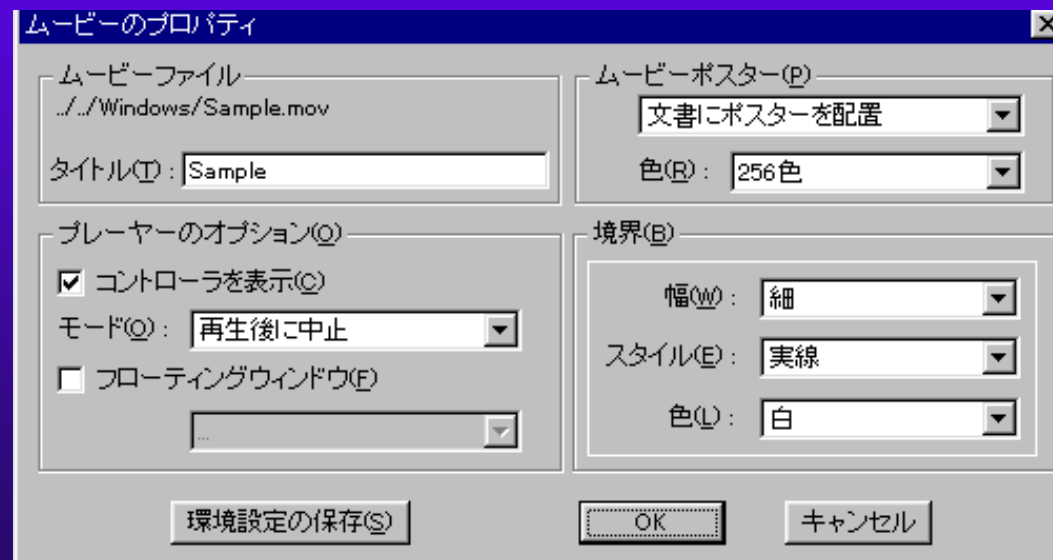 ムービーのプロパティ
ムービーファイル
../../Windows/Sample.mov
タイトル(T) : Sample
ムービーポスター(P)
文書にポスターを配置
色(R) : 256色
プレーヤーのオプション(O)
コントローラを表示(C)
モード(O) : 再生後に中止
フローティングウィンドウ(F)
...
境界(B)
幅(W) : 細
スタイル(E) : 実線
色(L) : 白
環境設定の保存(S)
OK
キャンセル